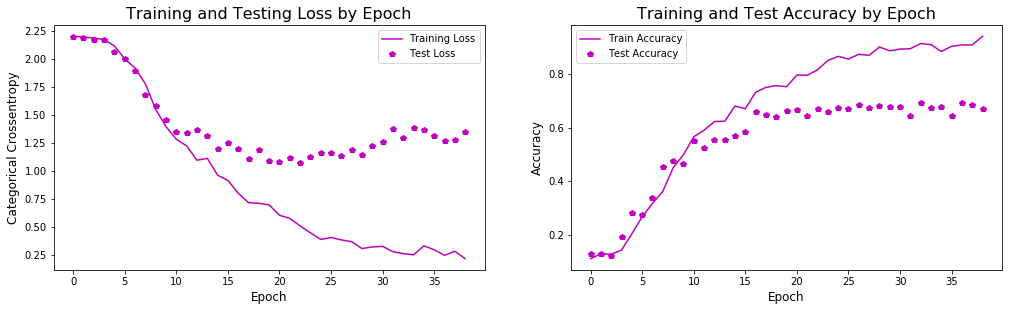 Training and Testing Loss by Epoch
Categorical Crossentropy
2.25
2.00
1.75
1.50
1.25
1.00
0.75
0.50
0.25
Training Loss
Test Loss
0 5 10 15 20 25 30 35
Epoch
Training and Test Accuracy by Epoch
Accuracy
0.8
0.6
0.4
0.2
Train Accuracy
Test Accuracy
0 5 10 15 20 25 30 35
Epoch